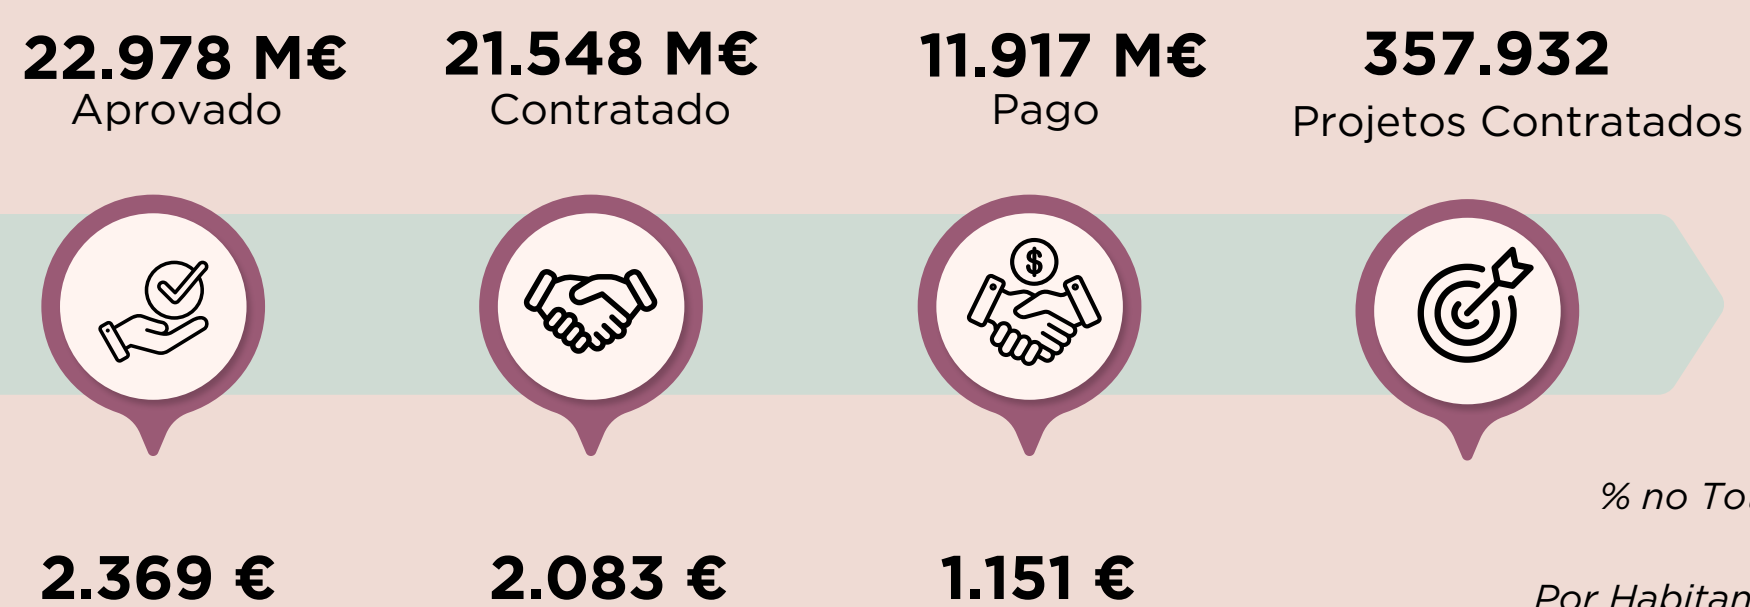 22.978 M€ 21.548 M€ 11.917 M€ 357.932
Aprovado Contratado Pago Projetos Contratados
$
% no
2.369 € 2.083 € 1.151 €
Por